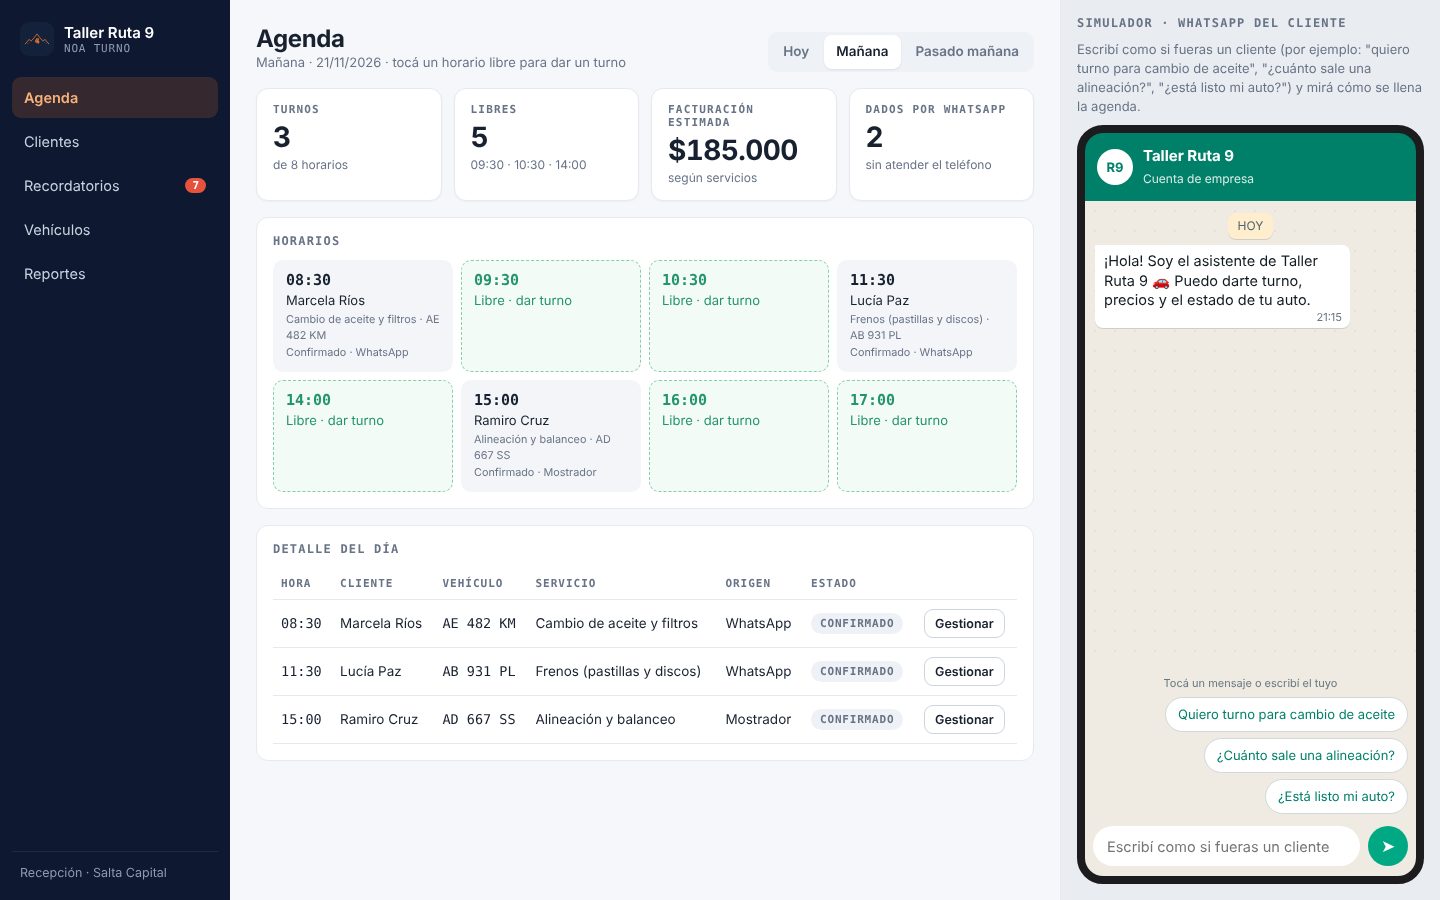 Taller Ruta 9
NOA TURNO
Agenda
Clientes
Recordatorios 7
Vehículos
Reportes
Recepción · Salta Capital
Agenda
Mañana · 21/11/2026 · tocá un horario libre para dar un turno
Hoy Mañana Pasado mañana
TURNOS
3
de 8 horarios
LIBRES
5
09:30 · 10:30 · 14:00
FACTURACIÓN
ESTIMADA
$185.000
según servicios
DADOS POR WHATSAPP
2
sin atender el teléfono
HORARIOS
08:30
Marcela Ríos
Cambio de aceite y filtros · AE
482 KM
Confirmado · WhatsApp
09:30
Libre · dar turno
10:30
Libre · dar turno
11:30
Lucía Paz
Frenos (pastillas y discos) ·
AB 931 PL
Confirmado · WhatsApp
14:00
Libre · dar turno
15:00
Ramiro Cruz
Alineación y balanceo · AD
667 SS
Confirmado · Mostrador
16:00
Libre · dar turno
17:00
Libre · dar turno
DETALLE DEL DÍA
HORA CLIENTE VEHÍCULO SERVICIO ORIGEN ESTADO
08:30 Marcela Ríos AE 482 KM Cambio de aceite y filtros WhatsApp CONFIRMADO Gestionar
11:30 Lucía Paz AB 931 PL Frenos (pastillas y discos) WhatsApp CONFIRMADO Gestionar
15:00 Ramiro Cruz AD 667 SS Alineación y balanceo Mostrador CONFIRMADO Gestionar
SIMULADOR · WHATSAPP DEL CLIENTE
Escribí como si fueras un cliente (por ejemplo: "quiero
turno para cambio de aceite", "¿cuánto sale una
alineación?", "¿está listo mi auto?") y mirá cómo se llena
la agenda.
R9
Taller Ruta 9
Cuenta de empresa
HOY
¡Hola! Soy el asistente de Taller
Ruta 9 🚗 Puedo darte turno,
precios y el estado de tu auto.
21:15
Tocá un mensaje o escribí el tuyo
Quiero turno para cambio de aceite
¿Cuánto sale una alineación?
¿Está listo mi auto?
Escribí como si fueras un cliente